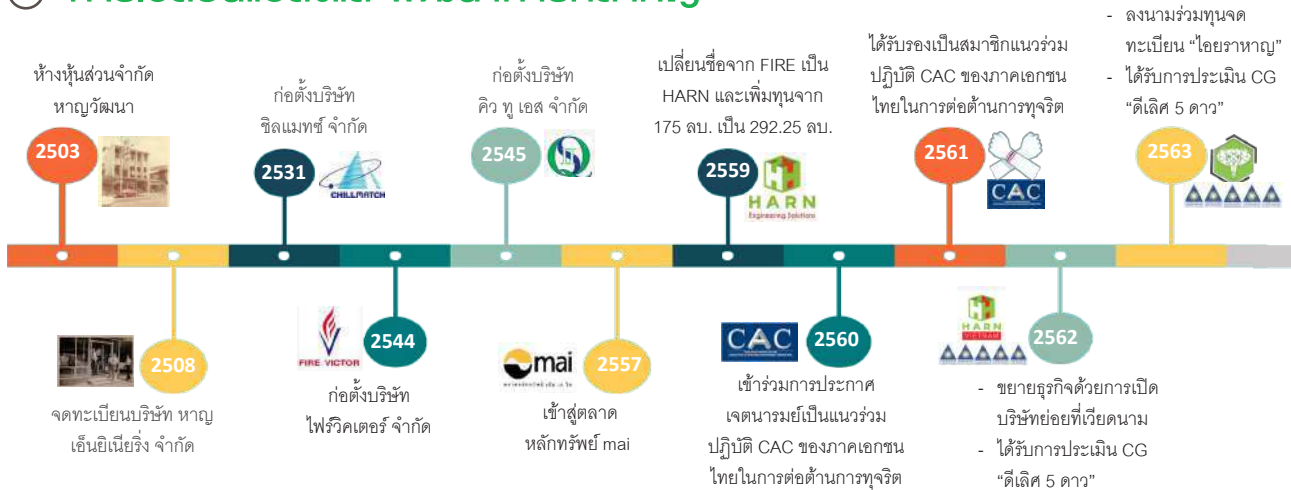 ห้างหุ้นส่วนจำกัด
หาญวัฒนา
2503
2508
จดทะเบียนบริษัท หาญ
เอ็นยิเนียริ่ง จำกัด
ก่อตั้งบริษัท
ชิลแมทซ์ จำกัด
2531
CHILLMATCH
FIRE VICTOR
2544
ก่อตั้งบริษัท
ไฟร์วิคเตอร์ จำกัด
ก่อตั้งบริษัท
คิว ทู เอส จำกัด
2545
mai
2557
เข้าสู่ตลาด
หลักทรัพย์ mai
เปลี่ยนชื่อจาก FIRE เป็น
HARN และเพิ่มทุนจาก
175 ลบ. เป็น 292.25 ลบ.
2559
HARN
Engineering Solutions
CAC
2560
เข้าร่วมการประกาศ
เจตนารมย์เป็นแนวร่วม
ปฏิบัติ CAC ของภาคเอกชน
ไทยในการต่อต้านการทุจริต
ได้รับรองเป็นสมาชิกแนวร่วม
ปฏิบัติ CAC ของภาคเอกชน
ไทยในการต่อต้านการทุจริต
2561
CAC
HARN
VIETNAM
2562
- ขยายธุรกิจด้วยการเปิด
บริษัทย่อยที่เวียดนาม
- ได้รับการประเมิน CG
“ดีเลิศ 5 ดาว”
- ลงนามร่วมทุนจด
ทะเบียน “ไอยราหาญ”
- ได้รับการประเมิน CG
“ดีเลิศ 5 ดาว”
2563